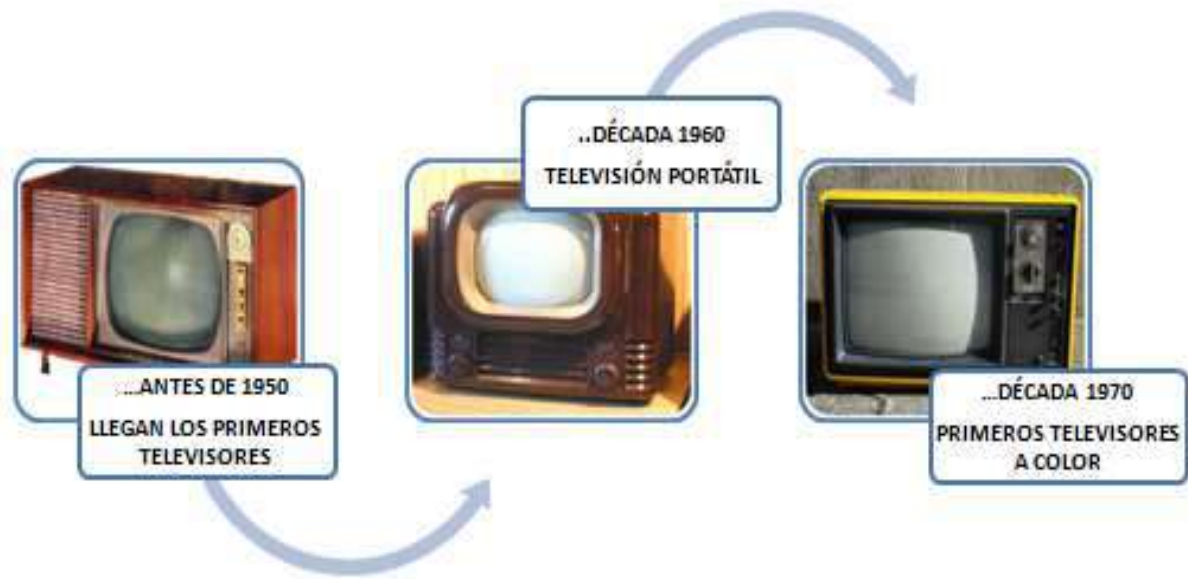 ...ANTES DE 1950
LLEGAN LOS PRIMEROS
TELEVISORES
..DÉCADA 1960
TELEVISIÓN PORTÁTIL
...DÉCADA 1970
PRIMEROS TELEVISORES
A COLOR